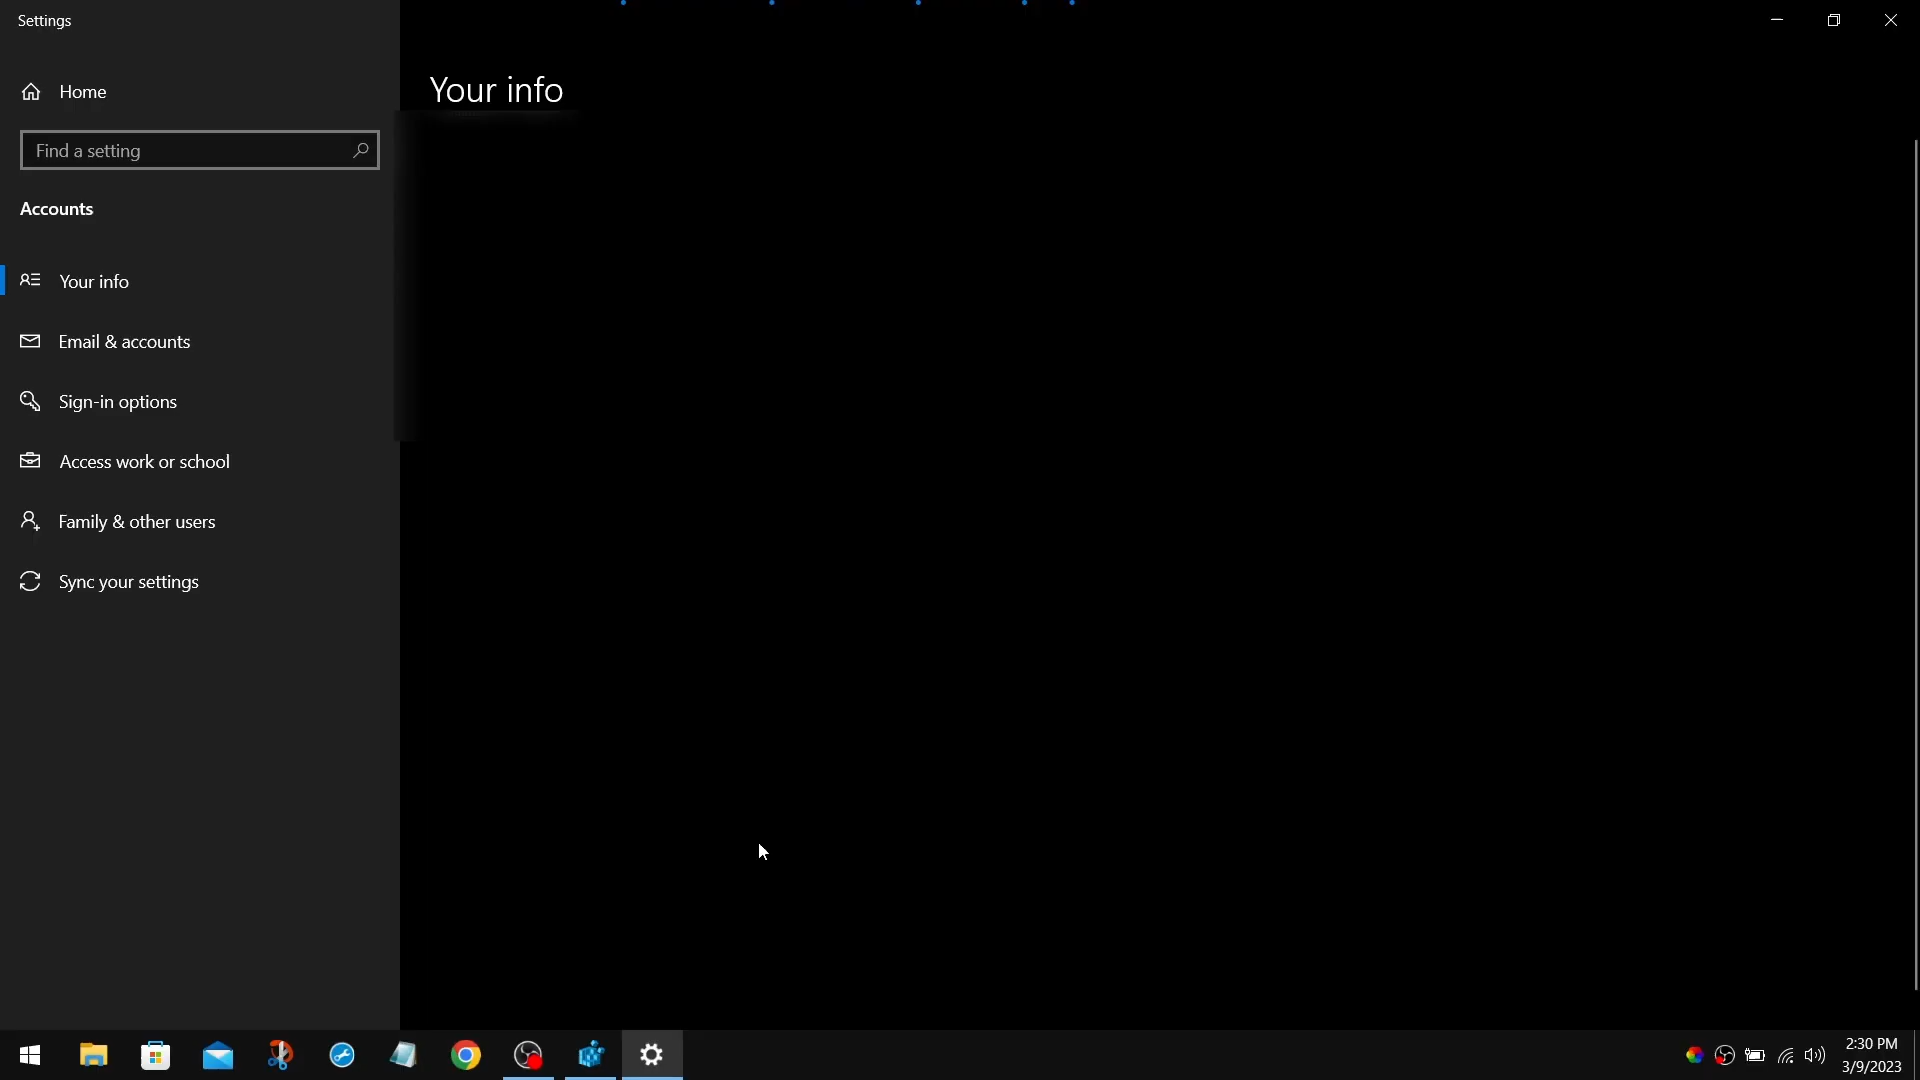 Settings
Home
Find a setting
Accounts
Your info
Email & accounts
Sign-in options
Access work or school
Family & other users
Sync your settings
Your info
2:30 PM
3/9/2023